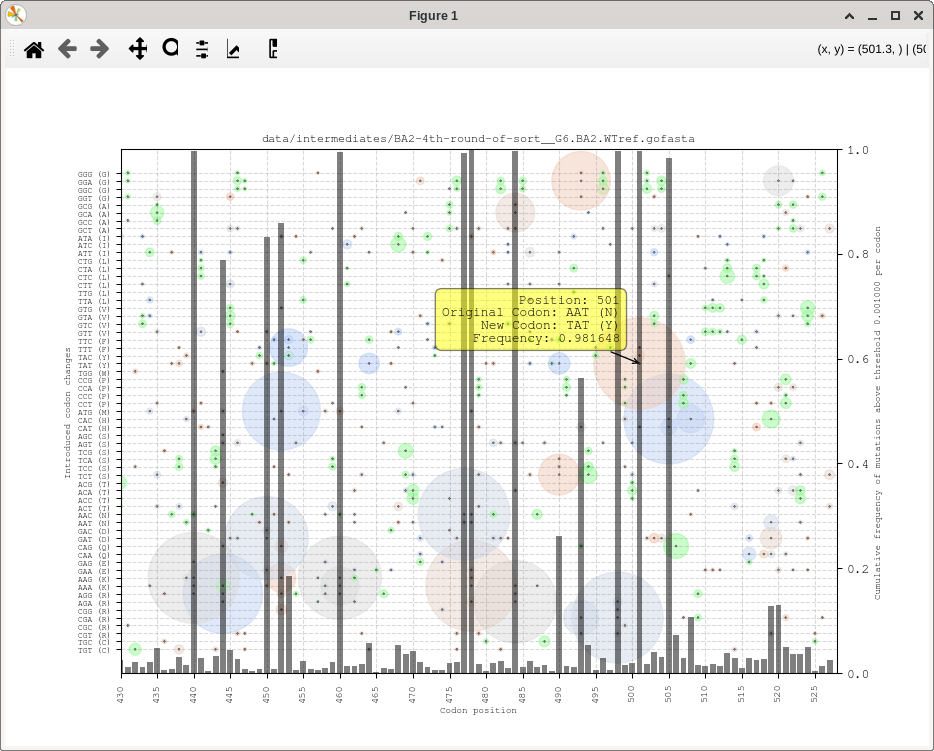 Figure 1
(x, y) = (501.3, ) | (50
data/intermediates/BA2-4th-round-of-sort__G6.BA2.WTref.gofasta
Introduced codon changes
GGG (G)
GGA (G)
GGC (G)
GGT (G)
GCG (A)
GCA (A)
GCC (A)
GCT (A)
ATA (I)
ATC (I)
ATT (I)
CTG (L)
CTA (L)
CTC (L)
CTT (L)
TTG (L)
TTA (L)
GTG (V)
GTA (V)
GTC (V)
GTT (V)
TTC (F)
TTT (F)
TAC (Y)
TAT (Y)
TGG (W)
CCG (P)
CCA (P)
CCC (P)
CCT (P)
ATG (M)
CAC (H)
CAT (H)
AGC (S)
AGT (S)
TCG (S)
TCA (S)
TCC (S)
TCT (S)
ACG (T)
ACA (T)
ACC (T)
ACT (T)
AAC (N)
AAT (N)
GAC (D)
GAT (D)
CAG (Q)
CAA (Q)
GAG (E)
GAA (E)
AAG (K)
AAA (K)
AGG (R)
AGA (R)
CGG (R)
CGA (R)
CGC (R)
CGT (R)
TGC (C)
TGT (C)
Position: 501
Original Codon: AAT (N)
New Codon: TAT (Y)
Frequency: 0.981648
1.0
0.8
0.6
0.4
0.2
0.0
Cumulative frequency of mutations above threshold 0.001000 per codon
430
435
440
445
450
455
460
465
470
475
480
485
490
495
500
505
510
515
520
525
Codon position